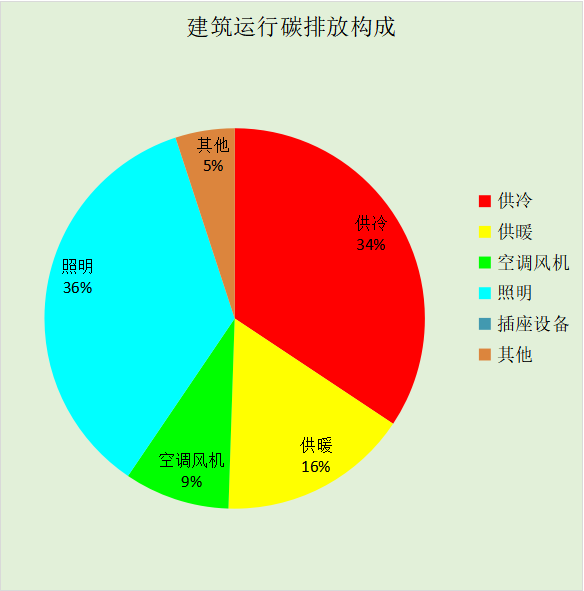 建筑运行碳排放构成
其他
5%
供冷
34%
照明
36%
供暖
16%
空调风机
9%
供冷
供暖
空调风机
照明
插座设备
其他